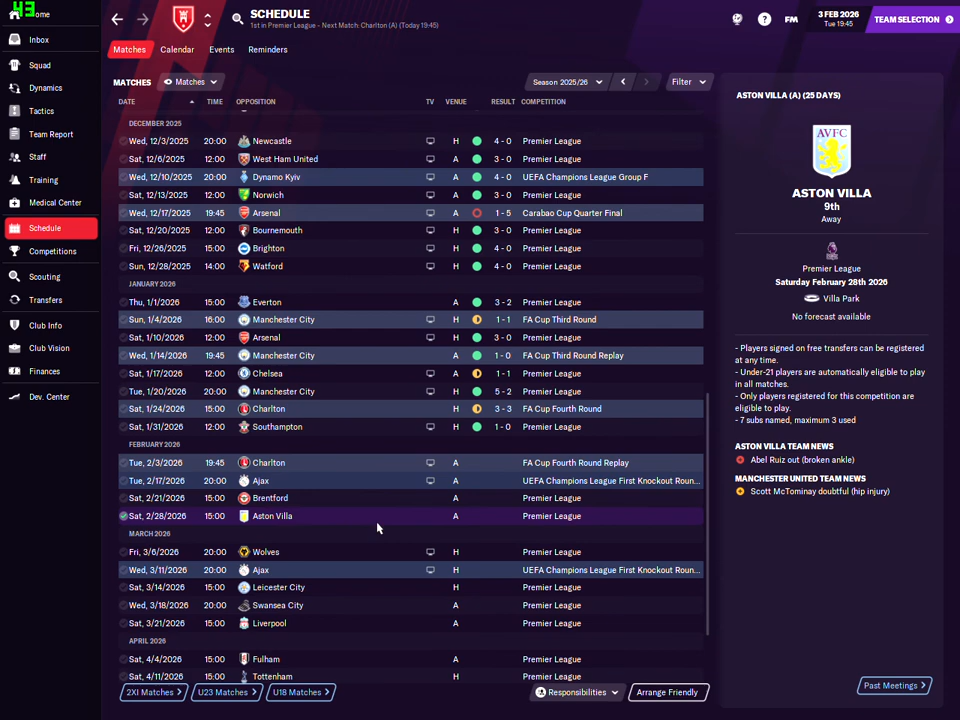 43
ome
SCHEDULE
1st in Premier League - Next Match: Charlton (A) (Today 19:45)
?
FM
3 FEB 2026
Tue 19:45
TEAM SELECTION
Inbox
Squad
Dynamics
Tactics
Team Report
Staff
Training
Medical Center
Schedule
Competitions
Scouting
Transfers
Club Info
Club Vision
Finances
Dev. Center
Matches
Calendar
Events
Reminders
MATCHES
Matches
Season 2025/26
Filter
DATE TIME OPPOSITION TV VENUE RESULT COMPETITION
DECEMBER 2025
Wed, 12/3/2025 20:00 Newcastle H 4 - 0 Premier League
Sat, 12/6/2025 12:00 West Ham United A 3 - 0 Premier League
Wed, 12/10/2025 20:00 Dynamo Kyiv A 4 - 0 UEFA Champions League Group F
Sat, 12/13/2025 12:00 Norwich A 3 - 0 Premier League
Wed, 12/17/2025 19:45 Arsenal A 1 - 5 Carabao Cup Quarter Final
Sat, 12/20/2025 12:00 Bournemouth H 3 - 0 Premier League
Fri, 12/26/2025 15:00 Brighton H 4 - 0 Premier League
Sun, 12/28/2025 14:00 Watford H 4 - 0 Premier League
JANUARY 2026
Thu, 1/1/2026 15:00 Everton A 3 - 2 Premier League
Sun, 1/4/2026 16:00 Manchester City H 1 - 1 FA Cup Third Round
Sat, 1/10/2026 12:00 Arsenal H 3 - 0 Premier League
Wed, 1/14/2026 19:45 Manchester City A 1 - 0 FA Cup Third Round Replay
Sat, 1/17/2026 12:00 Chelsea A 1 - 1 Premier League
Tue, 1/20/2026 20:00 Manchester City H 5 - 2 Premier League
Sat, 1/24/2026 15:00 Charlton H 3 - 3 FA Cup Fourth Round
Sat, 1/31/2026 12:00 Southampton H 1 - 0 Premier League
FEBRUARY 2026
Tue, 2/3/2026 19:45 Charlton A FA Cup Fourth Round Replay
Tue, 2/17/2026 20:00 Ajax A UEFA Champions League First Knockout Roun...
Sat, 2/21/2026 15:00 Brentford A Premier League
Sat, 2/28/2026 15:00 Aston Villa A Premier League
MARCH 2026
Fri, 3/6/2026 20:00 Wolves H Premier League
Wed, 3/11/2026 20:00 Ajax H UEFA Champions League First Knockout Roun...
Sat, 3/14/2026 15:00 Leicester City H Premier League
Wed, 3/18/2026 20:00 Swansea City A Premier League
Sat, 3/21/2026 15:00 Liverpool A Premier League
APRIL 2026
Sat, 4/4/2026 15:00 Fulham A Premier League
Sat, 4/11/2026 15:00 Tottenham H Premier League
2XI Matches
U23 Matches
U18 Matches
Responsibilities
Arrange Friendly
ASTON VILLA (A) (25 DAYS)
AVFC
ASTON VILLA
9th
Away
Premier League
Saturday February 28th 2026
Villa Park
No forecast available
- Players signed on free transfers can be registered
at any time.
- Under-21 players are automatically eligible to play
in all matches.
- Only players registered for this competition are
eligible to play.
- 7 subs named, maximum 3 used
ASTON VILLA TEAM NEWS
Abel Ruiz out (broken ankle)
MANCHESTER UNITED TEAM NEWS
Scott McTominay doubtful (hip injury)
Past Meetings